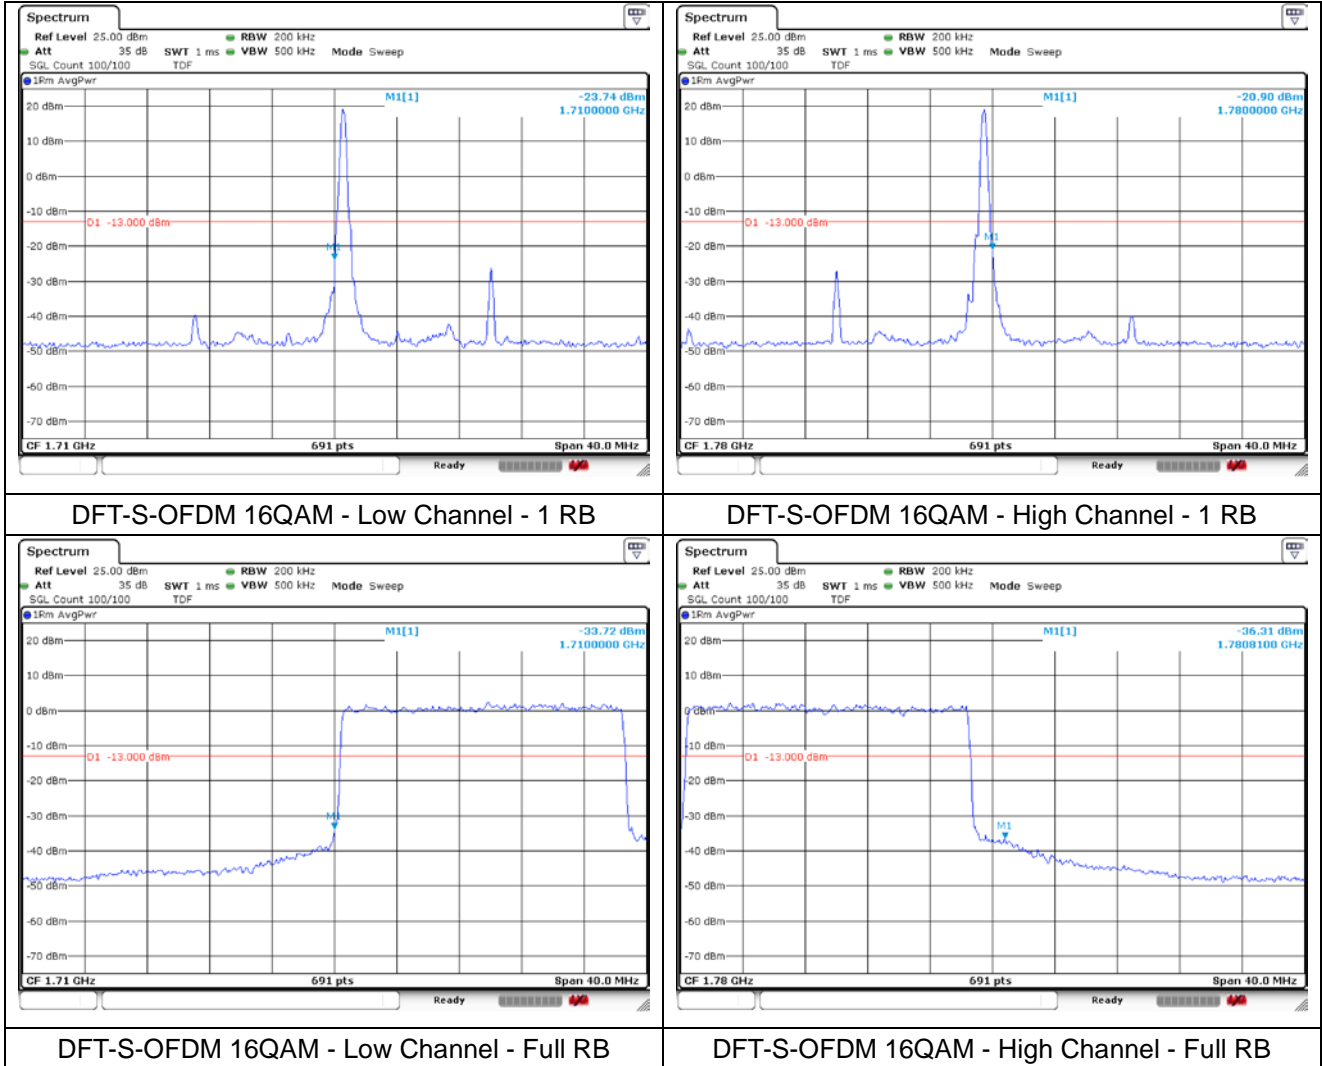 Spectrum
Ref Level 25.00 dBm RBW 200 kHz
Att 35 dB SWT 1 ms VBW 500 kHz Mode Sweep
SGL Count 100/100 TDF
1Rm AvgPwr
M1[1] -23.74 dBm
1.7100000 GHz
20 dBm
10 dBm
0 dBm
-10 dBm
D1 -13.000 dBm
-20 dBm
M1
-30 dBm
-40 dBm
-50 dBm
-60 dBm
-70 dBm
CF 1.71 GHz 691 pts Span 40.0 MHz
Ready
DFT-S-OFDM 16QAM - Low Channel - 1 RB
Spectrum
Ref Level 25.00 dBm RBW 200 kHz
Att 35 dB SWT 1 ms VBW 500 kHz Mode Sweep
SGL Count 100/100 TDF
1Rm AvgPwr
M1[1] -20.90 dBm
1.7800000 GHz
20 dBm
10 dBm
0 dBm
-10 dBm
D1 -13.000 dBm
-20 dBm
M1
-30 dBm
-40 dBm
-50 dBm
-60 dBm
-70 dBm
CF 1.78 GHz 691 pts Span 40.0 MHz
Ready
DFT-S-OFDM 16QAM - High Channel - 1 RB
Spectrum
Ref Level 25.00 dBm RBW 200 kHz
Att 35 dB SWT 1 ms VBW 500 kHz Mode Sweep
SGL Count 100/100 TDF
1Rm AvgPwr
M1[1] -33.72 dBm
1.7100000 GHz
20 dBm
10 dBm
0 dBm
-10 dBm
D1 -13.000 dBm
-20 dBm
-30 dBm
M1
-40 dBm
-50 dBm
-60 dBm
-70 dBm
CF 1.71 GHz 691 pts Span 40.0 MHz
Ready
DFT-S-OFDM 16QAM - Low Channel - Full RB
Spectrum
Ref Level 25.00 dBm RBW 200 kHz
Att 35 dB SWT 1 ms VBW 500 kHz Mode Sweep
SGL Count 100/100 TDF
1Rm AvgPwr
M1[1] -36.31 dBm
1.7808100 GHz
20 dBm
10 dBm
0 dBm
-10 dBm
D1 -13.000 dBm
-20 dBm
-30 dBm
M1
-40 dBm
-50 dBm
-60 dBm
-70 dBm
CF 1.78 GHz 691 pts Span 40.0 MHz
Ready
DFT-S-OFDM 16QAM - High Channel - Full RB